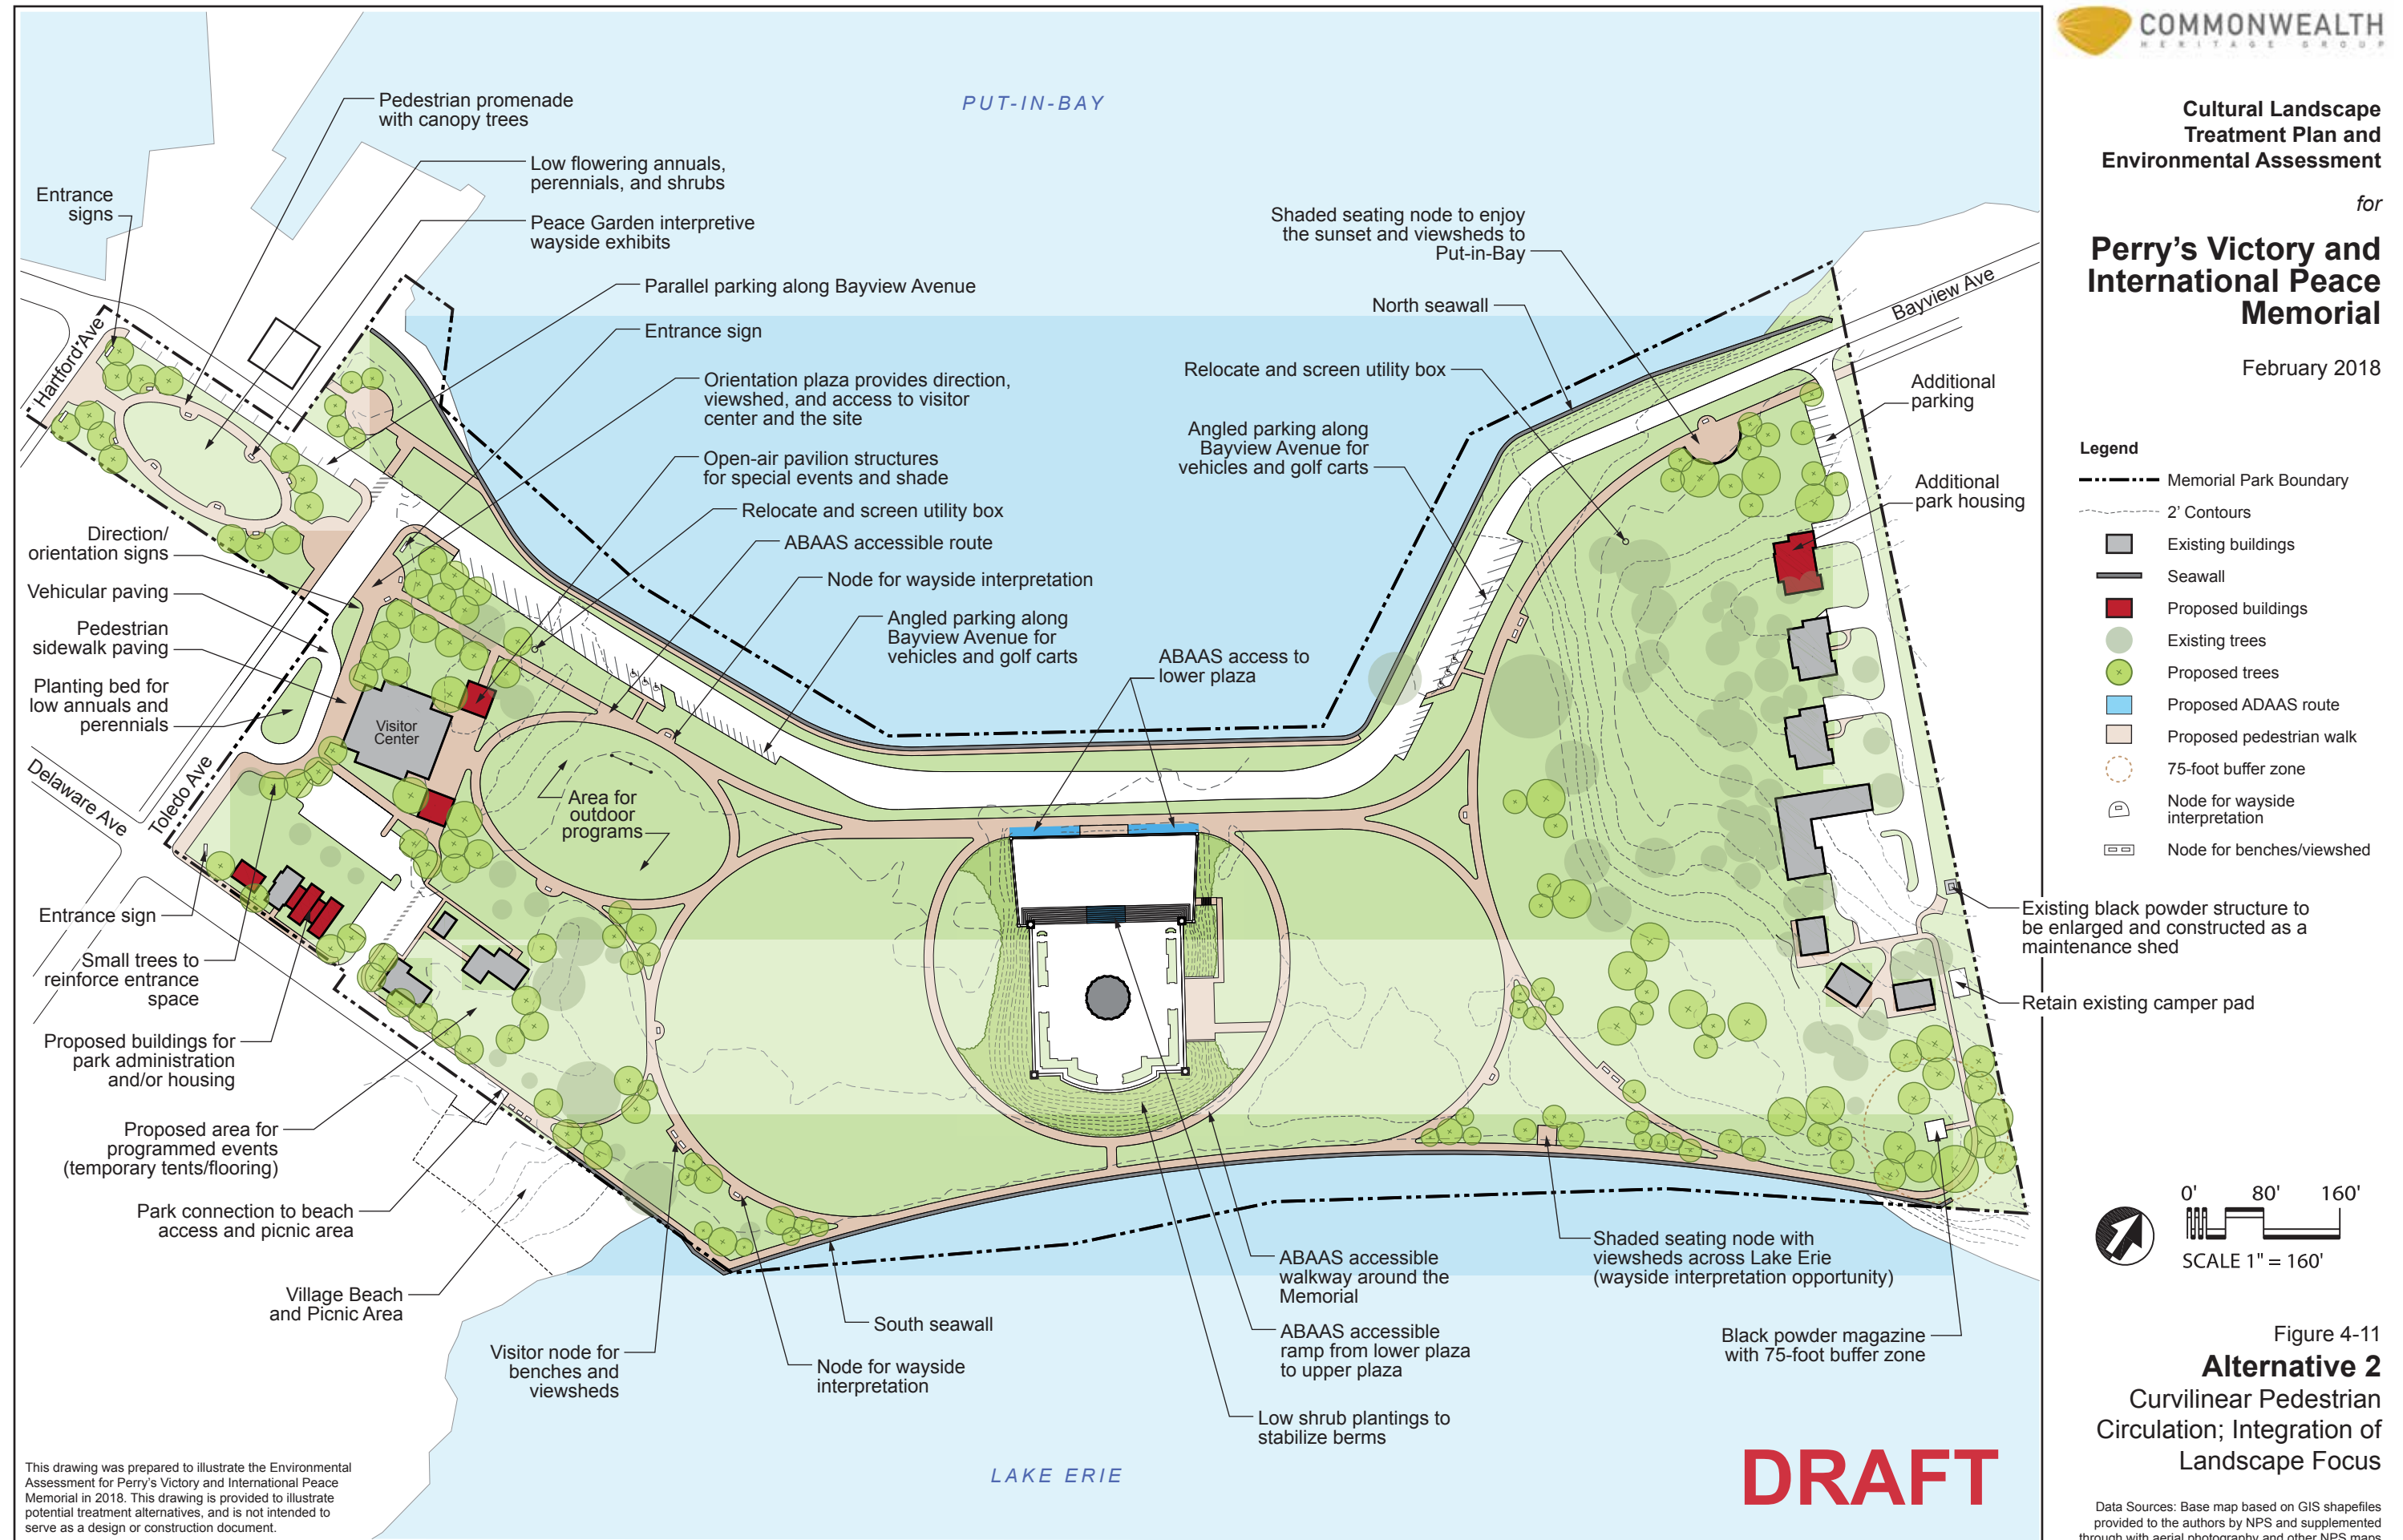 COMMONWEALTH
HERITAGE GROUP
Cultural Landscape
Treatment Plan and
Environmental Assessment
for
Perry's Victory and
International Peace
Memorial
February 2018
Legend
Memorial Park Boundary
2' Contours
Existing buildings
Seawall
Proposed buildings
Existing trees
Proposed trees
Proposed ADAAS route
Proposed pedestrian walk
75-foot buffer zone
Node for wayside
interpretation
Node for benches/viewshed
0' 80' 160'
SCALE 1" = 160'
Figure 4-11
Alternative 2
Curvilinear Pedestrian
Circulation; Integration of
Landscape Focus
Data Sources: Base map based on GIS shapefiles
provided to the authors by NPS and supplemented
through with aerial photography and other NPS maps
PUT-IN-BAY
Pedestrian promenade
with canopy trees
Low flowering annuals,
perennials, and shrubs
Entrance
signs
Peace Garden interpretive
wayside exhibits
Parallel parking along Bayview Avenue
Entrance sign
Orientation plaza provides direction,
viewshed, and access to visitor
center and the site
Open-air pavilion structures
for special events and shade
Relocate and screen utility box
ABAAS accessible route
Node for wayside interpretation
Angled parking along
Bayview Avenue for
vehicles and golf carts
ABAAS access to
lower plaza
Shaded seating node to enjoy
the sunset and viewsheds to
Put-in-Bay
North seawall
Relocate and screen utility box
Angled parking along
Bayview Avenue for
vehicles and golf carts
Bayview Ave
Additional
parking
Additional
park housing
Hartford Ave
Direction/
orientation signs
Vehicular paving
Pedestrian
sidewalk paving
Planting bed for
low annuals and
perennials
Visitor
Center
Delaware Ave
Toledo Ave
Area for
outdoor
programs
Entrance sign
Small trees to
reinforce entrance
space
Proposed buildings for
park administration
and/or housing
Proposed area for
programmed events
(temporary tents/flooring)
Park connection to beach
access and picnic area
Village Beach
and Picnic Area
Visitor node for
benches and
viewsheds
Node for wayside
interpretation
South seawall
ABAAS accessible
walkway around the
Memorial
ABAAS accessible
ramp from lower plaza
to upper plaza
Low shrub plantings to
stabilize berms
Shaded seating node with
viewsheds across Lake Erie
(wayside interpretation opportunity)
Black powder magazine
with 75-foot buffer zone
Existing black powder structure to
be enlarged and constructed as a
maintenance shed
Retain existing camper pad
LAKE ERIE
DRAFT
This drawing was prepared to illustrate the Environmental
Assessment for Perry's Victory and International Peace
Memorial in 2018. This drawing is provided to illustrate
potential treatment alternatives, and is not intended to
serve as a design or construction document.